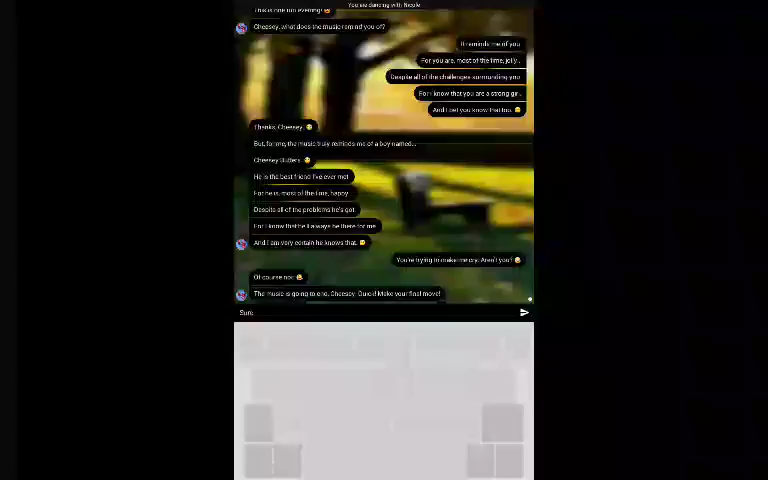 You are dancing with Nicole
This is one fun evening!
Cheesey, what does the music remind you of?
It reminds me of you
For you are, most of the time, jolly.
Despite all of the challenges surrounding you
For I know that you are a strong girl.
And I bet you know that too.
Thanks, Cheesey.
But, for me, the music truly reminds me of a boy named...
Cheesey Butters.
He is the best friend I've ever met
For he is, most of the time, happy
Despite all of the problems he's got
For I know that he'll always be there for me
And I am very certain he knows that.
You're trying to make me cry. Aren't you?
Of course not.
The music is going to end, Cheesey. Quick! Make your final move!
Sure